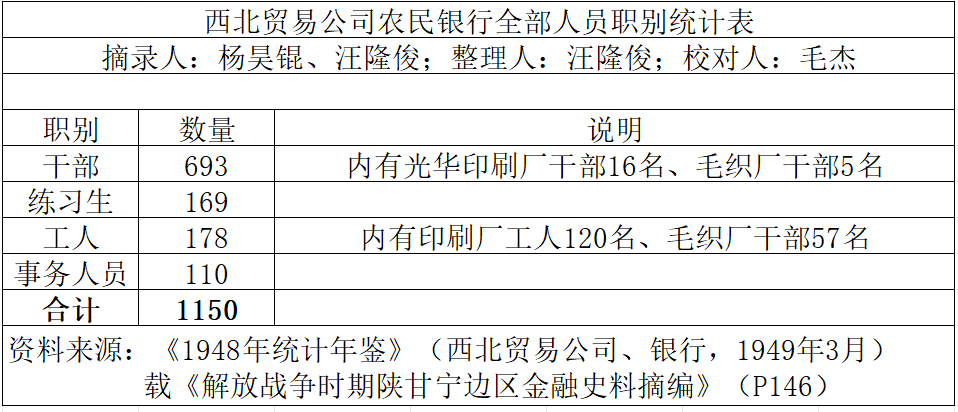 西北贸易公司农民银行全部人员职别统计表
摘录人：杨昊锟、汪隆俊；整理人：汪隆俊；校对人：毛杰
职别 数量 说明
干部 693 内有光华印刷厂干部16名、毛织厂干部5名
练习生 169
工人 178 内有印刷厂工人120名、毛织厂干部57名
事务人员 110
合计 1150
资料来源：《1948年统计年鉴》（西北贸易公司、银行，1949年3月）
载《解放战争时期陕甘宁边区金融史料摘编》（P146）